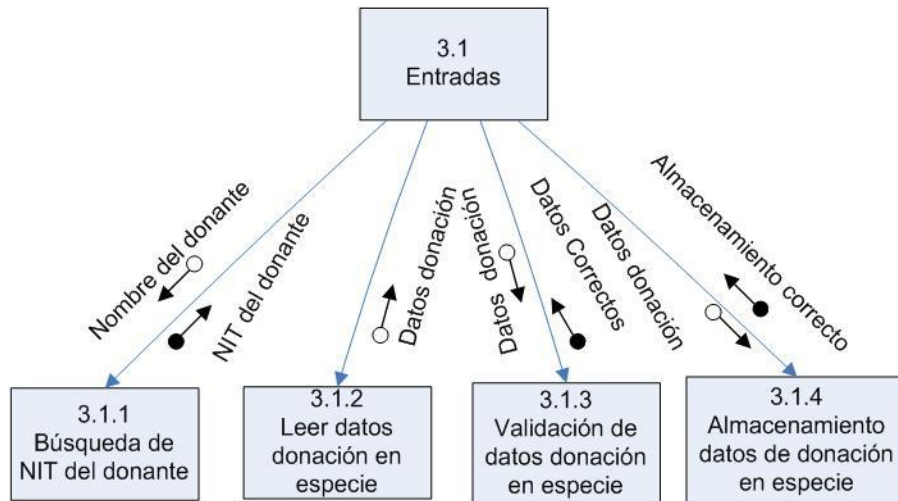 3.1
Entradas
Nombre del donante
NIT del donante
Datos donación
Datos donación
Datos Correctos
Datos donación
Almacenamiento correcto
3.1.1
Búsqueda de
NIT del donante
3.1.2
Leer datos
donación en
especie
3.1.3
Validación de
datos donación
en especie
3.1.4
Almacenamiento
datos de donación
en especie